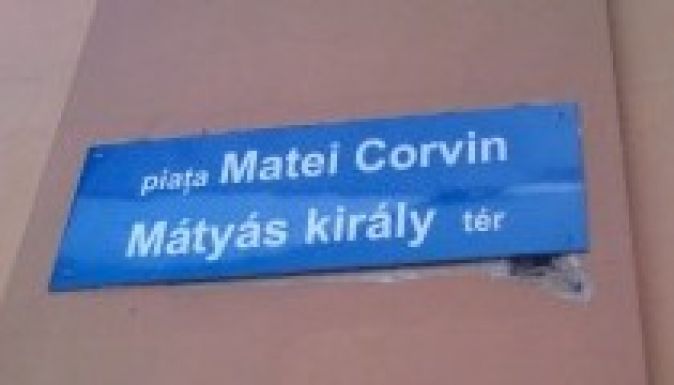 piața Matei Corvin
Mátyás király tér